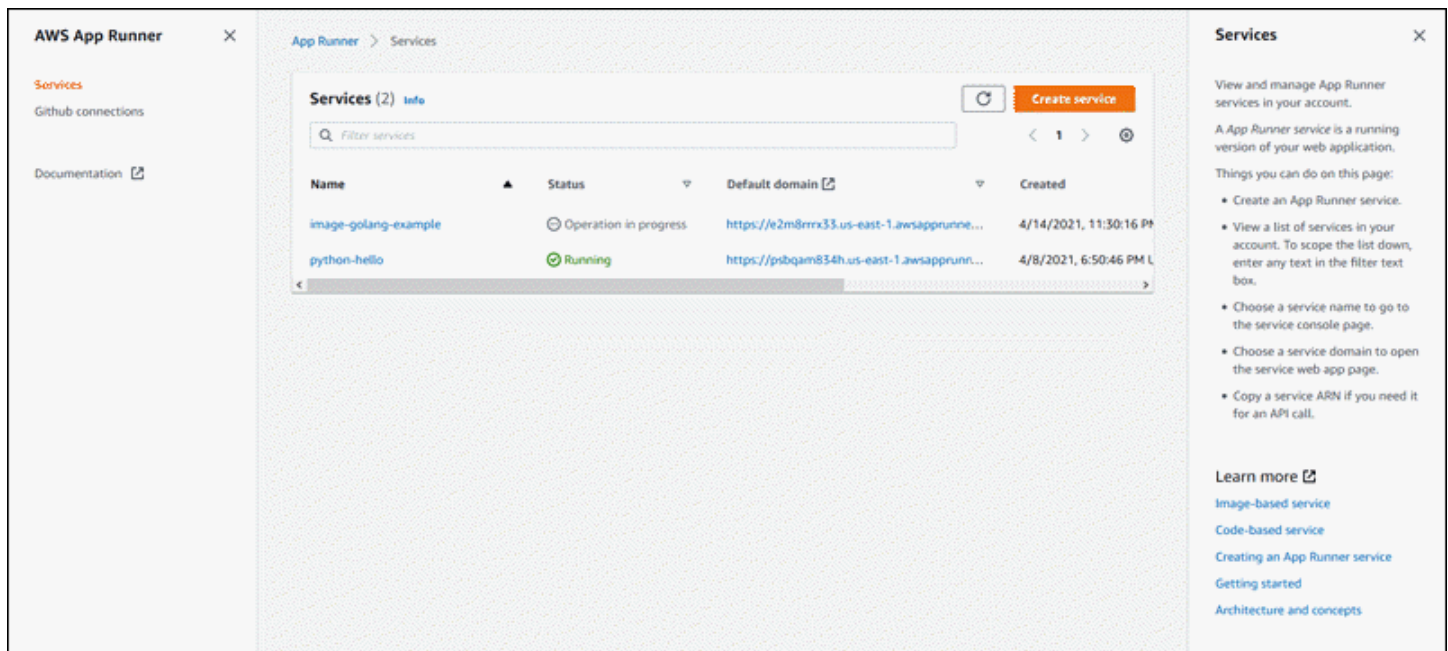 AWS App Runner
Services
Github connections
Documentation
App Runner > Services
Services (2) Info
Create service
Filter services
1
Name Status Default domain Created
image-golang-example Operation in progress https://e2m8rrrx33.us-east-1.awsapprunne... 4/14/2021, 11:30:16 PM
python-hello Running https://psbqam834h.us-east-1.awsapprunn... 4/8/2021, 6:50:46 PM U
Services
View and manage App Runner
services in your account.
A App Runner service is a running
version of your web application.
Things you can do on this page:
• Create an App Runner service.
• View a list of services in your
account. To scope the list down,
enter any text in the filter text
box.
• Choose a service name to go to
the service console page.
• Choose a service domain to open
the service web app page.
• Copy a service ARN if you need it
for an API call.
Learn more
Image-based service
Code-based service
Creating an App Runner service
Getting started
Architecture and concepts